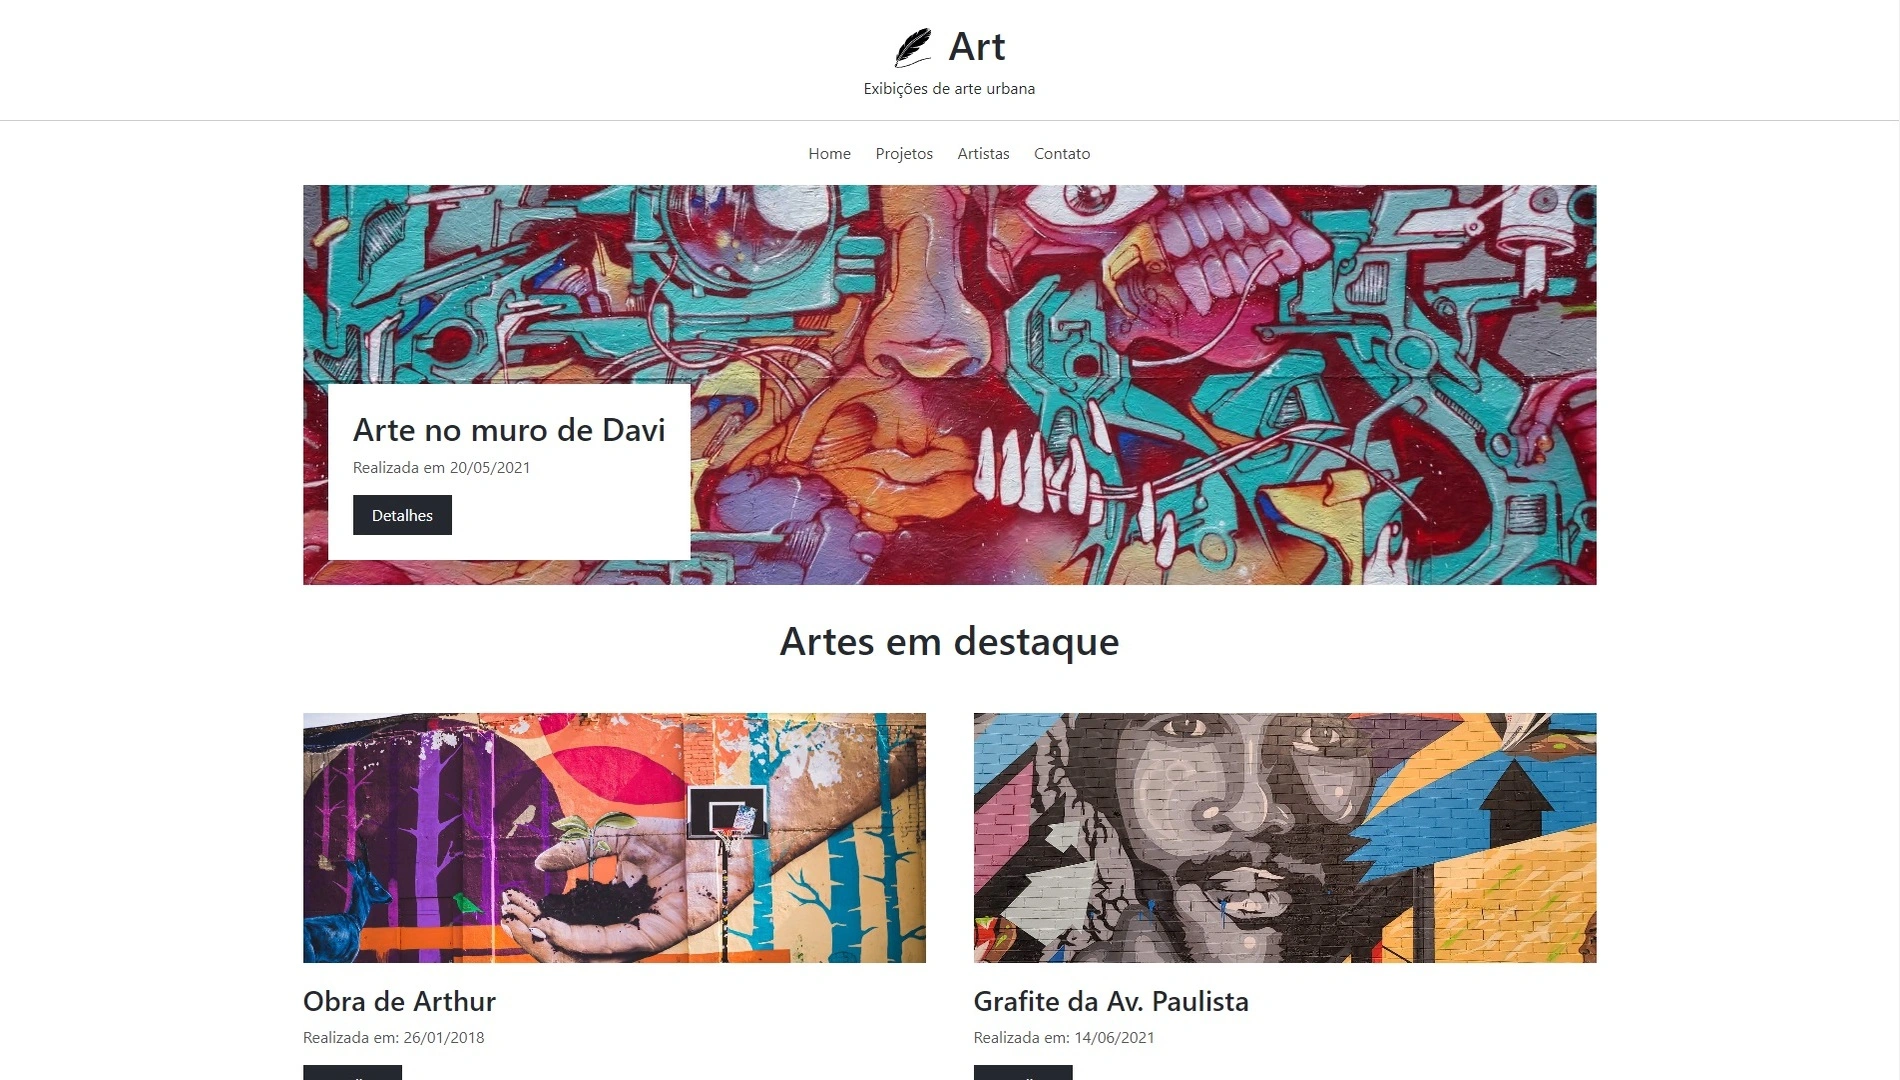 Art
Exibições de arte urbana
Home Projetos Artistas Contato
Arte no muro de Davi
Realizada em 20/05/2021
Detalhes
Artes em destaque
Obra de Arthur
Realizada em: 26/01/2018
Grafite da Av. Paulista
Realizada em: 14/06/2021